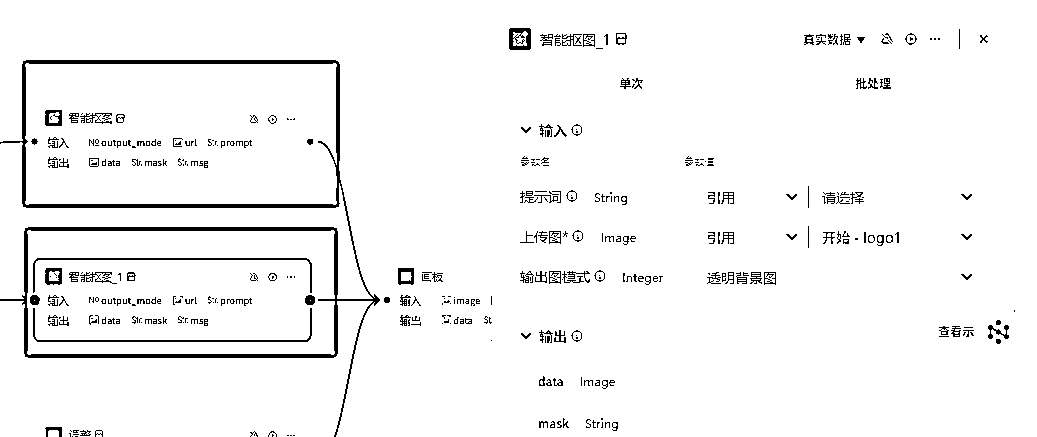 智能抠图
输入 № output_mode url Str. prompt
输出 data Str. mask Str. msg
智能抠图_1
输入 № output_mode url Str. prompt
输出 data Str. mask Str. msg
画板
输入 image
输出 data St
调整
智能抠图_1 真实数据
单次 批处理
输入
参数名 参数值
提示词 String 引用 请选择
上传图* Image 引用 开始 - logo1
输出图模式 Integer 透明背景图
输出 查看示
data Image
mask String